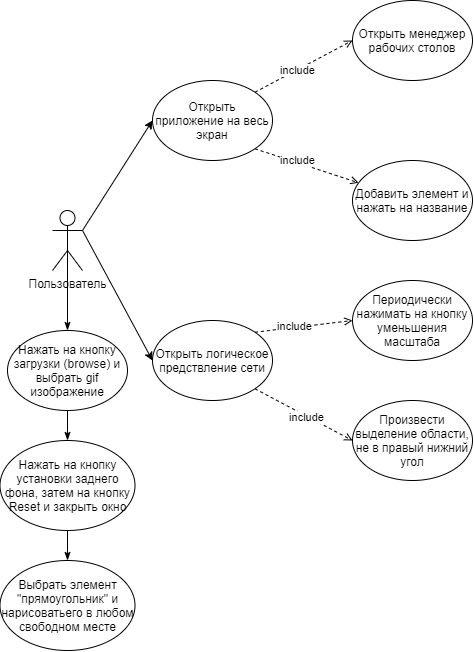 Открыть менеджер
рабочих столов
include
Открыть
приложение на весь
экран
include
Добавить элемент и
нажать на название
Пользователь
Периодически
нажимать на кнопку
уменьшения
масштаба
include
Открыть логическое
предствление сети
include
Нажать на кнопку
загрузки (browse) и
выбрать gif
изображение
Произвести
выделение области,
не в правый нижний
угол
Нажать на кнопку
установки заднего
фона, затем на кнопку
Reset и закрыть окно
Выбрать элемент
"прямоугольник" и
нарисоватьего в любом
свободном месте